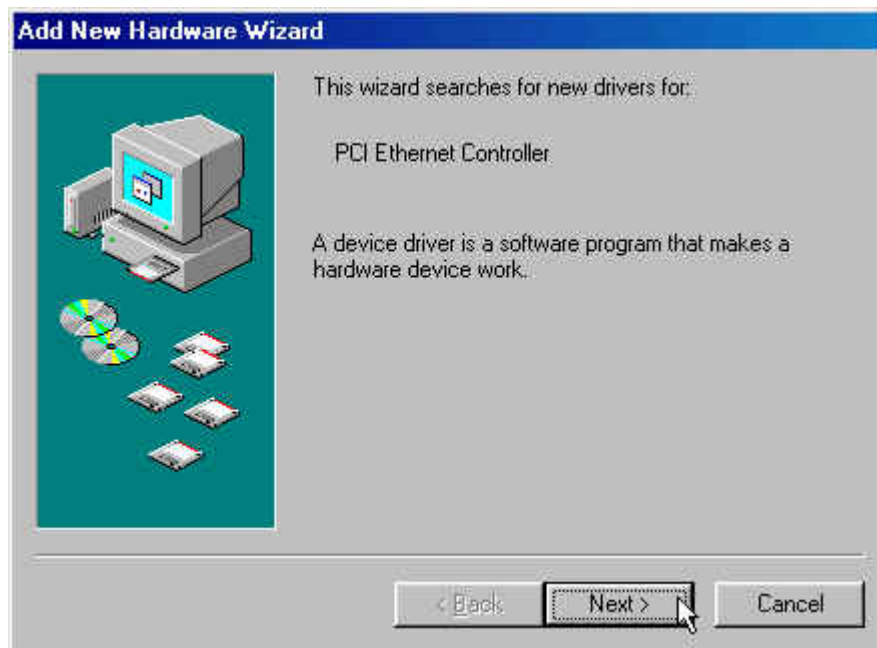 Add New Hardware Wizard
This wizard searches for new drivers for:
PCI Ethernet Controller
A device driver is a software program that makes a
hardware device work.
< Back
Next >
Cancel